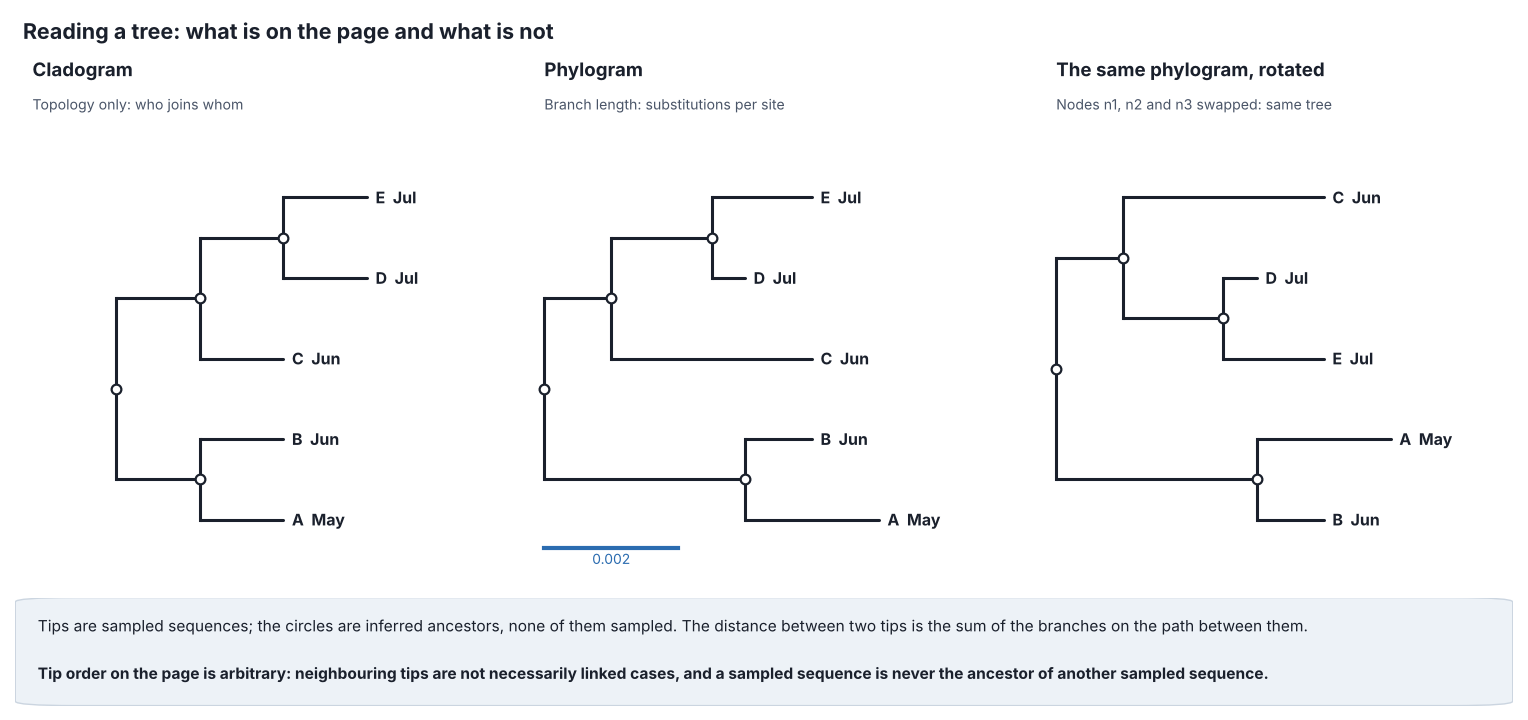 Reading a tree: what is on the page and what is not
Cladogram
Topology only: who joins whom
E Jul
D Jul
C Jun
B Jun
A May
Phylogram
Branch length: substitutions per site
E Jul
D Jul
C Jun
B Jun
A May
0.002
The same phylogram, rotated
Nodes n1, n2 and n3 swapped: same tree
C Jun
D Jul
E Jul
A May
B Jun
Tips are sampled sequences; the circles are inferred ancestors, none of them sampled. The distance between two tips is the sum of the branches on the path between them.
Tip order on the page is arbitrary: neighbouring tips are not necessarily linked cases, and a sampled sequence is never the ancestor of another sampled sequence.